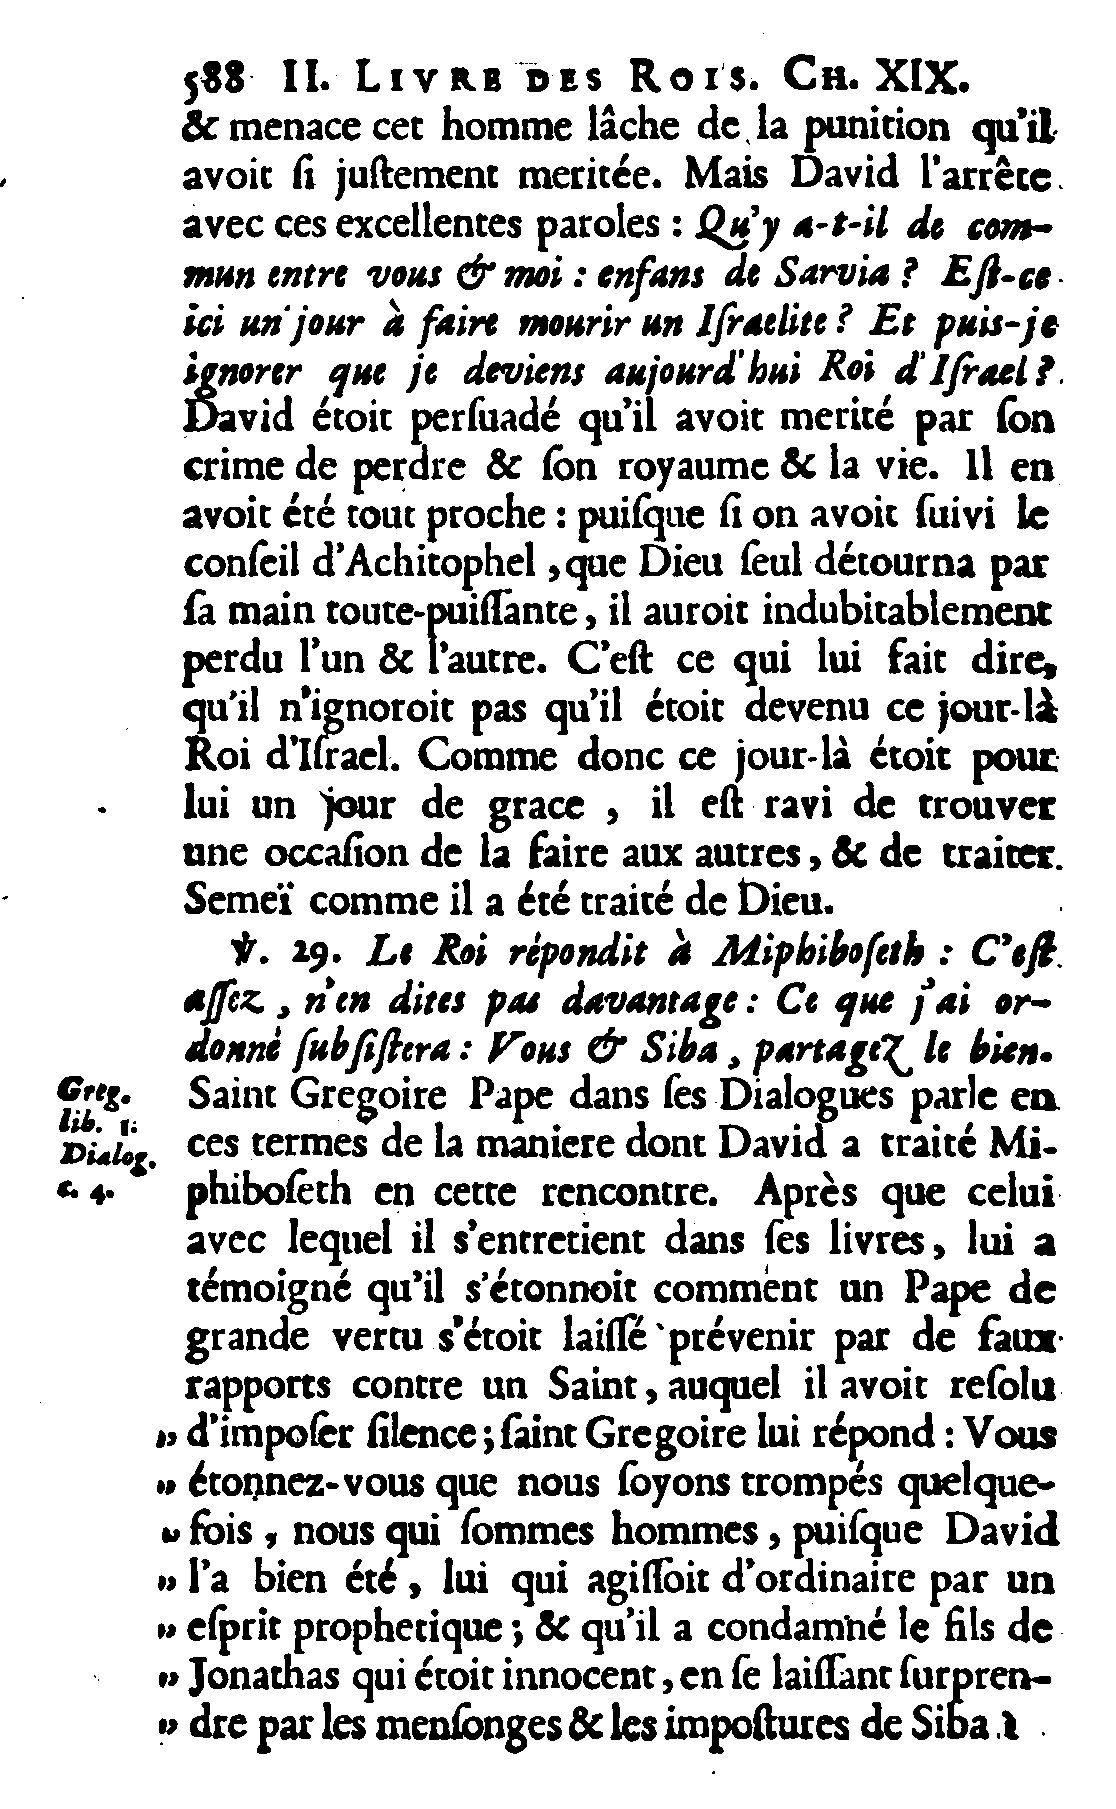 588 II. LIVRE DES ROIS. CH. XIX.
& menace cet homme lâche de la punition qu'il
avoit ſi juſtement meritée. Mais David l'arrête
avec ces excellentes paroles : Qu'y a-t-il de com-
mun entre vous & moi : enfans de Sarvia ? Eſt-ce
ici un jour à faire mourir un Iſraelite ? Et puis-je
ignorer que je deviens aujourd'hui Roi d'Iſrael ?
David étoit perſuadé qu'il avoit merité par ſon
crime de perdre & ſon royaume & la vie. Il en
avoit été tout proche : puiſque ſi on avoit ſuivi le
conſeil d'Achitophel, que Dieu ſeul détourna par
ſa main toute-puiſſante, il auroit indubitablement
perdu l'un & l'autre. C'eſt ce qui lui fait dire,
qu'il n'ignoroit pas qu'il étoit devenu ce jour-là
Roi d'Iſrael. Comme donc ce jour-là étoit pour
lui un jour de grace , il eſt ravi de trouver
une occaſion de la faire aux autres, & de traiter
Semeï comme il a été traité de Dieu.
℣. 29. Le Roi répondit à Miphiboſeth : C'eſt
aſſez, n'en dites pas davantage : Ce que j'ai or-
donné ſubſiſtera : Vous & Siba, partagez le bien.
Greg.
lib. 1.
Dialog.
c. 4.
Saint Gregoire Pape dans ſes Dialogues parle en
ces termes de la maniere dont David a traité Mi-
phiboſeth en cette rencontre. Après que celui
avec lequel il s'entretient dans ſes livres, lui a
témoigné qu'il s'étonnoit comment un Pape de
grande vertu s'étoit laiſſé prévenir par de faux
rapports contre un Saint, auquel il avoit reſolu
„ d'impoſer ſilence ; ſaint Gregoire lui répond : Vous
„ étonnez-vous que nous ſoyons trompés quelque-
„ fois, nous qui ſommes hommes, puiſque David
„ l'a bien été, lui qui agiſſoit d'ordinaire par un
„ eſprit prophetique ; & qu'il a condamné le fils de
„ Jonathas qui étoit innocent, en ſe laiſſant ſurpren-
„ dre par les menſonges & les impoſtures de Siba.